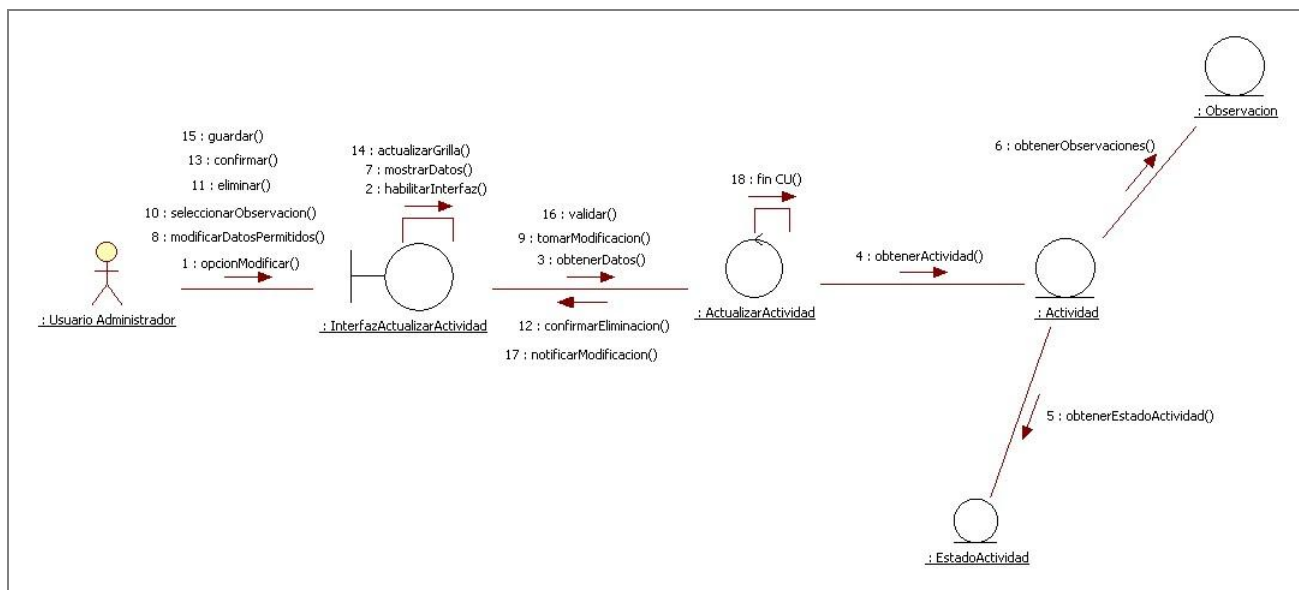 : Observacion
15 : guardar()
13 : confirmar()
11 : eliminar()
10 : seleccionarObservacion()
8 : modificarDatosPermitidos()
1 : opcionModificar()
: Usuario Administrador
14 : actualizarGrilla()
7 : mostrarDatos()
2 : habilitarInterfaz()
: InterfazActualizarActividad
16 : validar()
9 : tomarModificacion()
3 : obtenerDatos()
12 : confirmarEliminacion()
17 : notificarModificacion()
18 : fin CU()
: ActualizarActividad
4 : obtenerActividad()
6 : obtenerObservaciones()
: Actividad
5 : obtenerEstadoActividad()
: EstadoActividad